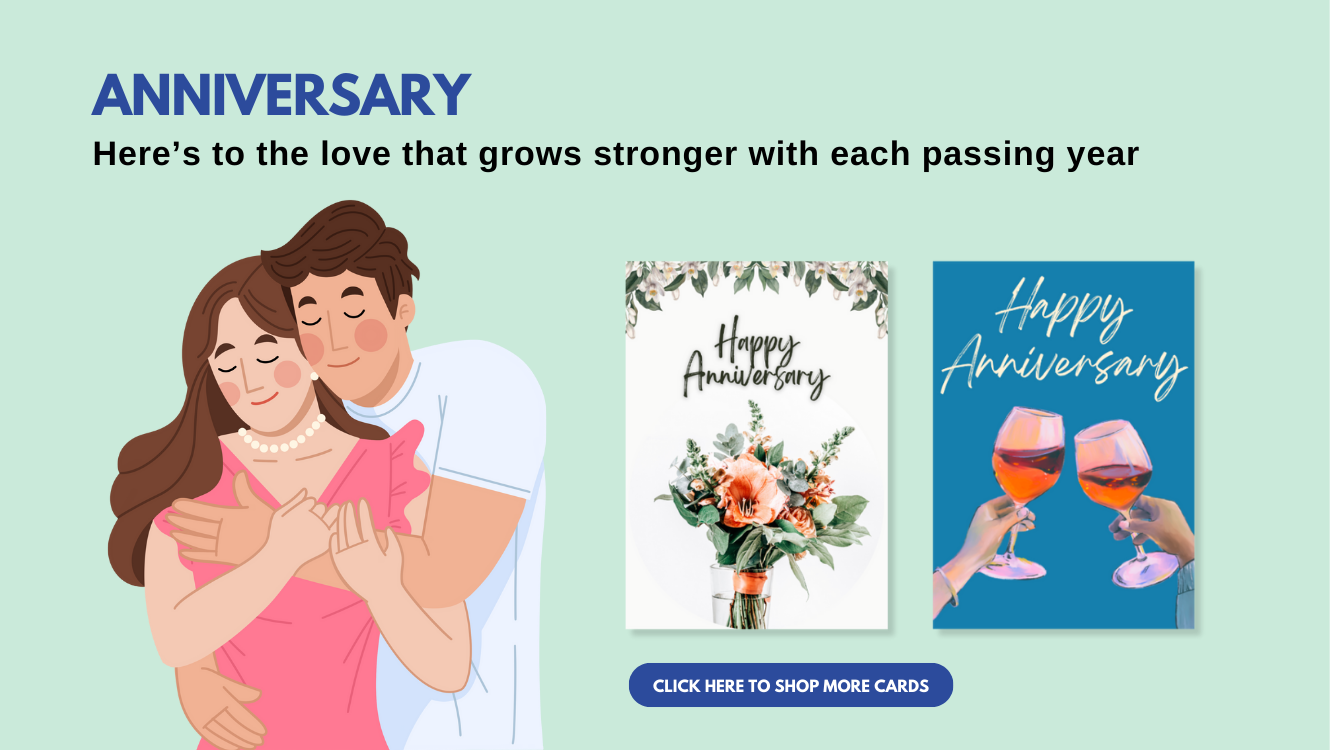 ANNIVERSARY
Here’s to the love that grows stronger with each passing year
Happy
Anniversary
Happy
Anniversary
CLICK HERE TO SHOP MORE CARDS